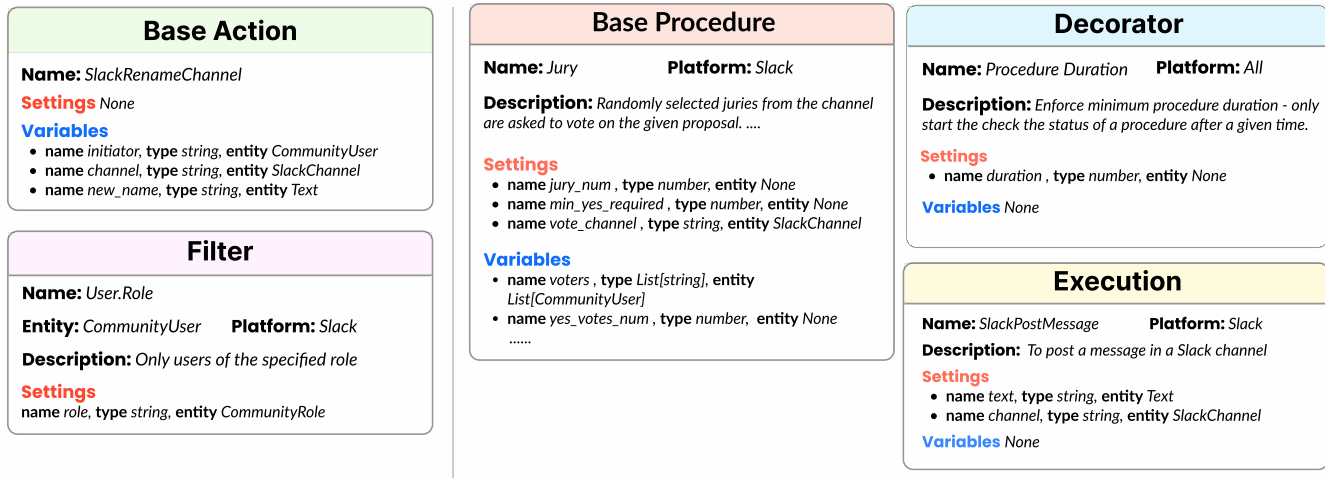 Base Action
Name: SlackRenameChannel
Settings None
Variables
• name initiator, type string, entity CommunityUser
• name channel, type string, entity SlackChannel
• name new_name, type string, entity Text
Filter
Name: User.Role
Entity: CommunityUser Platform: Slack
Description: Only users of the specified role
Settings
name role, type string, entity CommunityRole
Base Procedure
Name: Jury Platform: Slack
Description: Randomly selected juries from the channel
are asked to vote on the given proposal. ....
Settings
• name jury_num , type number, entity None
• name min_yes_required , type number, entity None
• name vote_channel , type string, entity SlackChannel
Variables
• name voters , type List[string], entity
List[CommunityUser]
• name yes_votes_num , type number, entity None
......
Decorator
Name: Procedure Duration Platform: All
Description: Enforce minimum procedure duration - only
start the check the status of a procedure after a given time.
Settings
• name duration , type number, entity None
Variables None
Execution
Name: SlackPostMessage Platform: Slack
Description: To post a message in a Slack channel
Settings
• name text, type string, entity Text
• name channel, type string, entity SlackChannel
Variables None